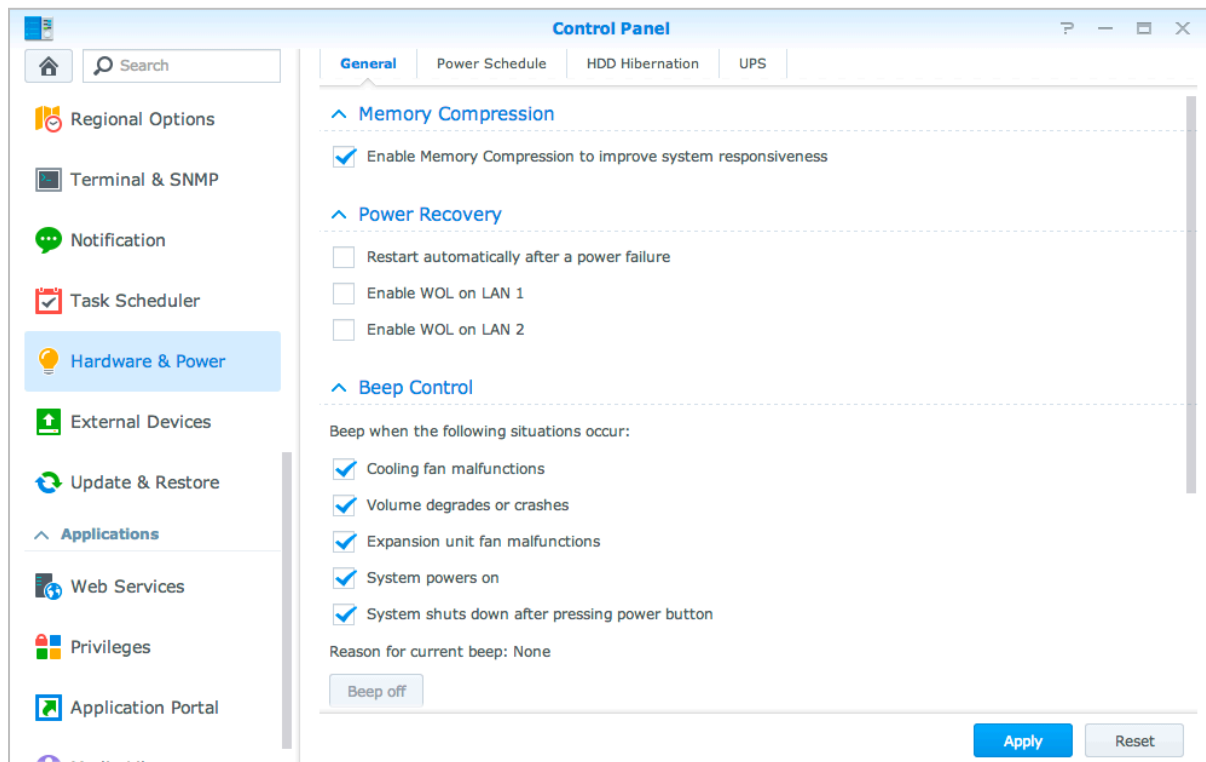 Control Panel
Search
Regional Options
Terminal & SNMP
Notification
Task Scheduler
Hardware & Power
External Devices
Update & Restore
Applications
Web Services
Privileges
Application Portal
General Power Schedule HDD Hibernation UPS
Memory Compression
Enable Memory Compression to improve system responsiveness
Power Recovery
Restart automatically after a power failure
Enable WOL on LAN 1
Enable WOL on LAN 2
Beep Control
Beep when the following situations occur:
Cooling fan malfunctions
Volume degrades or crashes
Expansion unit fan malfunctions
System powers on
System shuts down after pressing power button
Reason for current beep: None
Beep off
Apply Reset